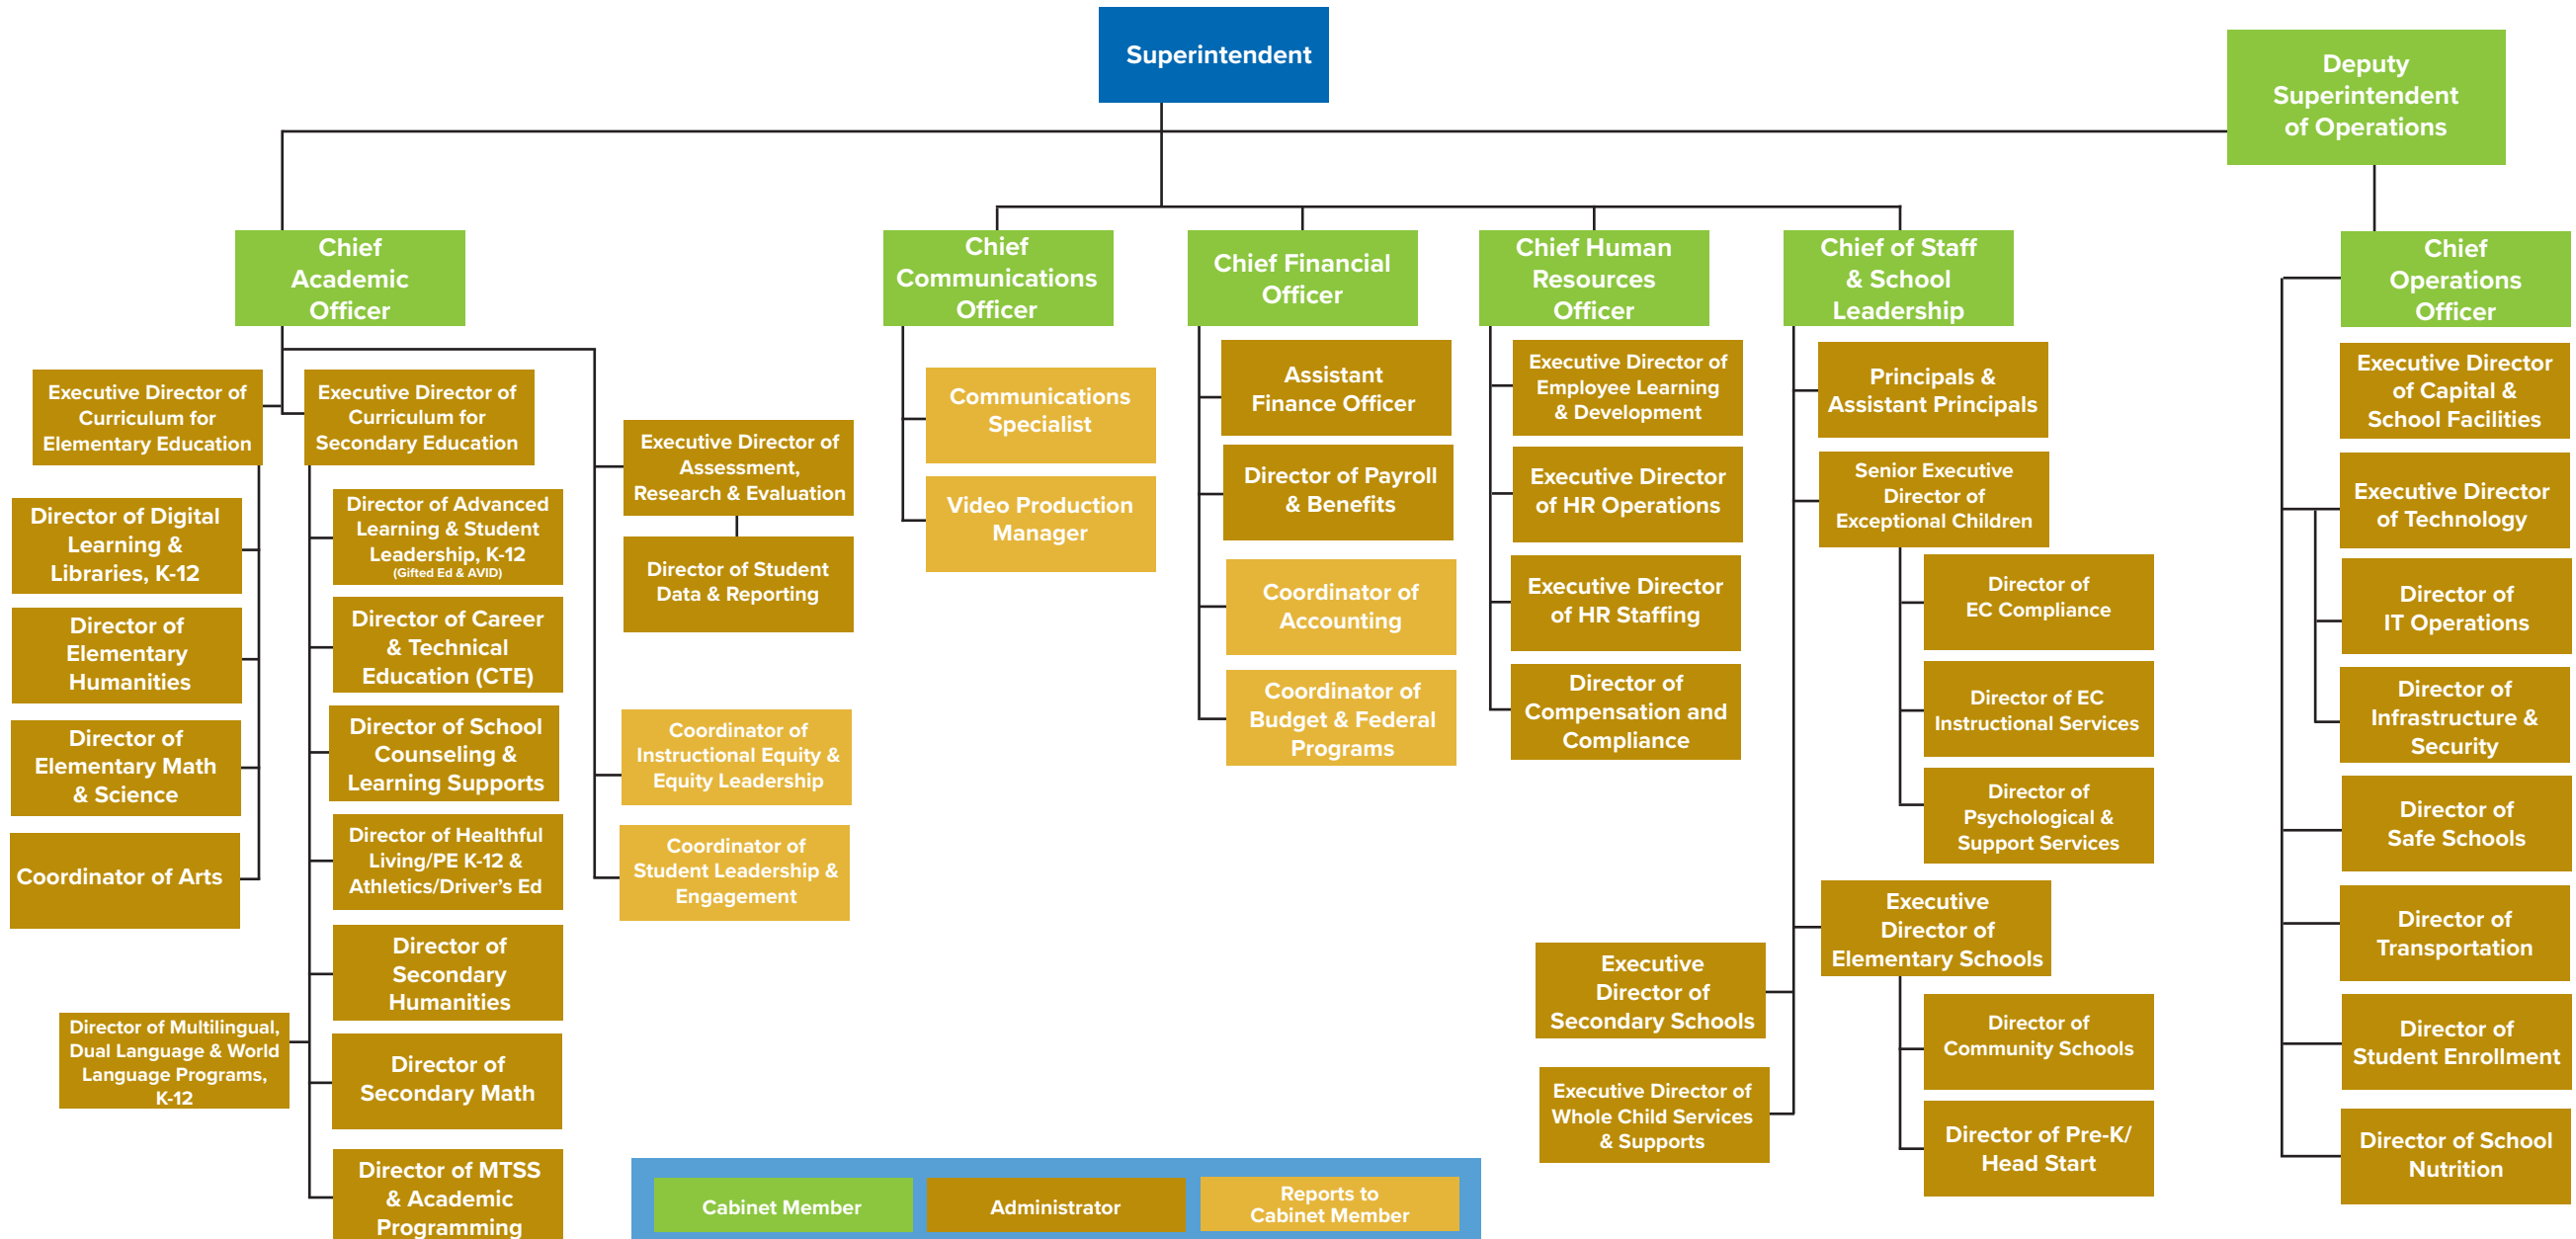 Superintendent
Deputy
Superintendent
of Operations
Chief
Academic
Officer
Chief
Communications
Officer
Chief Financial
Officer
Chief Human
Resources
Officer
Chief of Staff
& School
Leadership
Chief
Operations
Officer
Executive Director of
Curriculum for
Elementary Education
Director of Digital
Learning &
Libraries, K-12
Director of
Elementary
Humanities
Director of
Elementary Math
& Science
Coordinator of Arts
Executive Director of
Curriculum for
Secondary Education
Director of Advanced
Learning & Student
Leadership, K-12
(Gifted Ed & AVID)
Director of Career
& Technical
Education (CTE)
Director of School
Counseling &
Learning Supports
Director of Healthful
Living/PE K-12 &
Athletics/Driver's Ed
Director of
Secondary
Humanities
Director of Multilingual,
Dual Language & World
Language Programs,
K-12
Director of
Secondary Math
Director of MTSS
& Academic
Programming
Executive Director of
Assessment,
Research & Evaluation
Director of Student
Data & Reporting
Coordinator of
Instructional Equity &
Equity Leadership
Coordinator of
Student Leadership &
Engagement
Communications
Specialist
Video Production
Manager
Assistant
Finance Officer
Director of Payroll
& Benefits
Coordinator of
Accounting
Coordinator of
Budget & Federal
Programs
Executive Director of
Employee Learning
& Development
Executive Director
of HR Operations
Executive Director
of HR Staffing
Director of
Compensation and
Compliance
Principals &
Assistant Principals
Senior Executive
Director of
Exceptional Children
Director of
EC Compliance
Director of EC
Instructional Services
Director of
Psychological &
Support Services
Executive
Director of
Elementary Schools
Executive
Director of
Secondary Schools
Director of
Community Schools
Executive Director of
Whole Child Services
& Supports
Director of Pre-K/
Head Start
Executive Director
of Capital &
School Facilities
Executive Director
of Technology
Director of
IT Operations
Director of
Infrastructure &
Security
Director of
Safe Schools
Director of
Transportation
Director of
Student Enrollment
Director of School
Nutrition
Cabinet Member
Administrator
Reports to
Cabinet Member